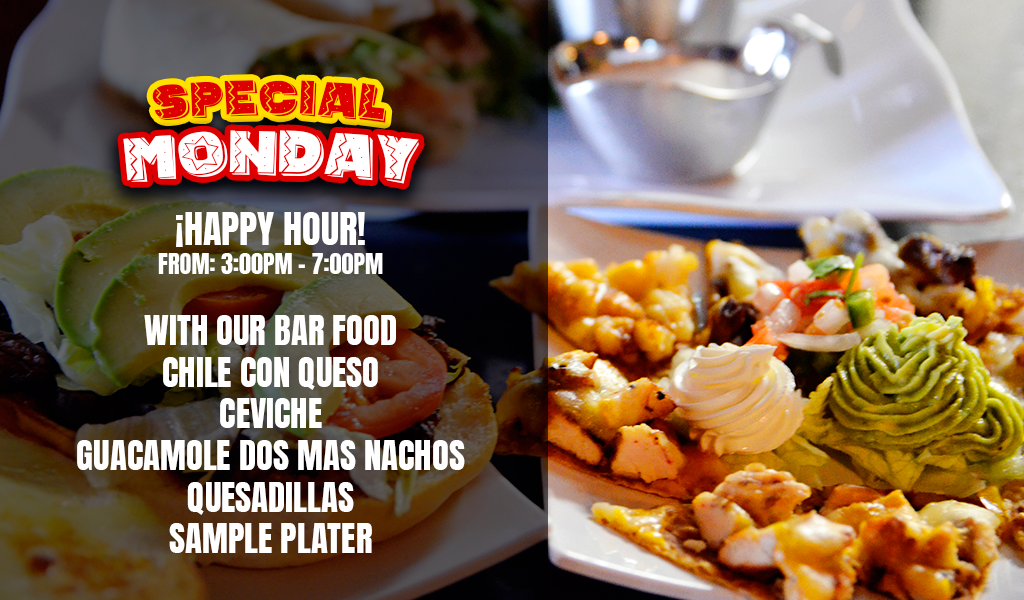 SPECIAL
MONDAY
¡HAPPY HOUR!
FROM: 3:00PM - 7:00PM
WITH OUR BAR FOOD
CHILE CON QUESO
CEVICHE
GUACAMOLE DOS MAS NACHOS
QUESADILLAS
SAMPLE PLATER